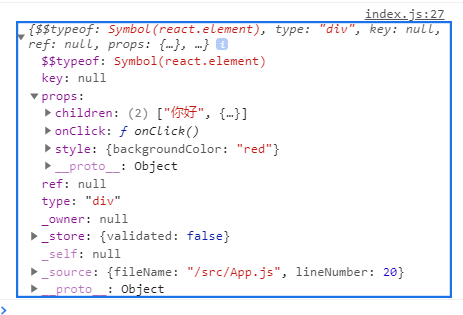 index.js:27
{$$typeof: Symbol(react.element), type: "div", key: null,
ref: null, props: {…}, …} i
$$typeof: Symbol(react.element)
key: null
props:
children: (2) ["你好", {…}]
onClick: ƒ onClick()
style: {backgroundColor: "red"}
__proto__: Object
ref: null
type: "div"
_owner: null
_store: {validated: false}
_self: null
_source: {fileName: "/src/App.js", lineNumber: 20}
__proto__: Object